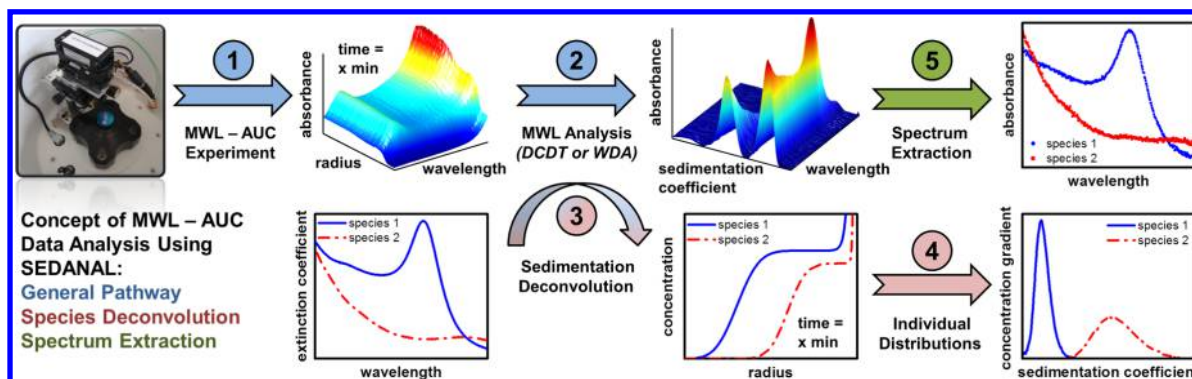 1
MWL – AUC
Experiment
absorbance
time =
x min
radius
wavelength
2
MWL Analysis
(DCDT or WDA)
absorbance
sedimentation
coefficient
wavelength
5
Spectrum
Extraction
absorbance
species 1
species 2
wavelength
Concept of MWL – AUC
Data Analysis Using
SEDANAL:
General Pathway
Species Deconvolution
Spectrum Extraction
extinction coefficient
species 1
species 2
wavelength
3
Sedimentation
Deconvolution
concentration
species 1
species 2
time =
x min
radius
4
Individual
Distributions
concentration gradient
species 1
species 2
sedimentation coefficient